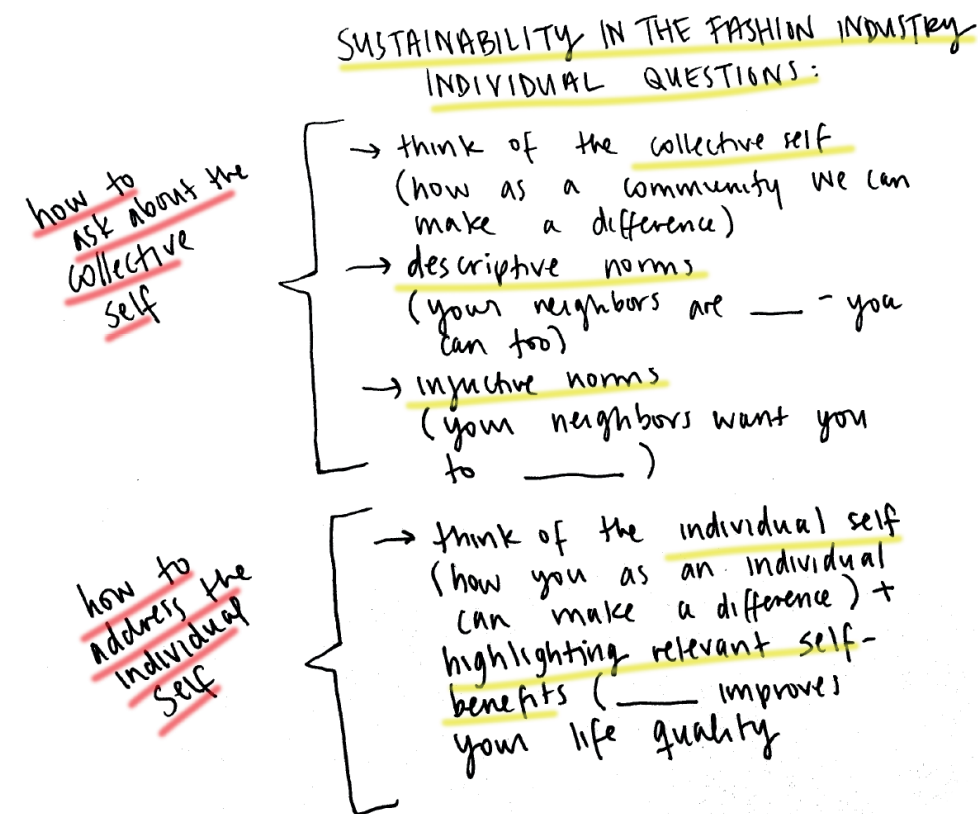 SUSTAINABILITY IN THE FASHION INDUSTRY
INDIVIDUAL QUESTIONS:
how to
ask about the
collective
self
→ think of the collective self
(how as a community we can
make a difference)
→ descriptive norms
(your neighbors are ___ - you
can too)
→ injuctive norms
(your neighbors want you
to _____ )
how to
address the
individual
self
→ think of the individual self
(how you as an individual
can make a difference) +
highlighting relevant self-
benefits ( ____ improves
your life quality